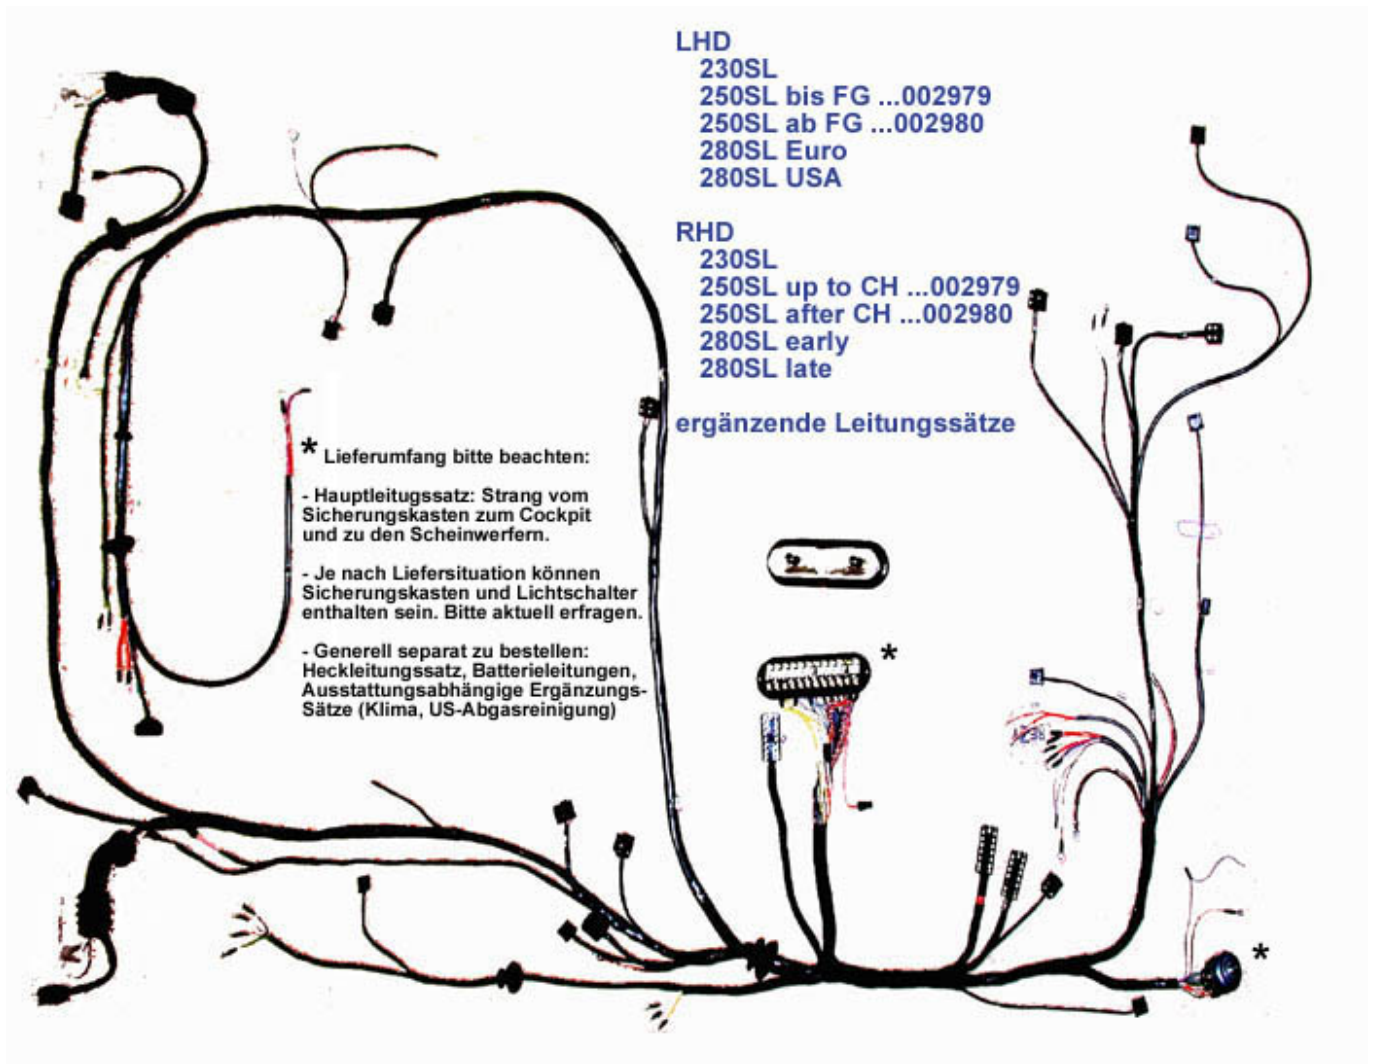 LHD
230SL
250SL bis FG ...002979
250SL ab FG ...002980
280SL Euro
280SL USA
RHD
230SL
250SL up to CH ...002979
250SL after CH ...002980
280SL early
280SL late
ergänzende Leitungssätze
* Lieferumfang bitte beachten:
- Hauptleitugssatz: Strang vom
Sicherungskasten zum Cockpit
und zu den Scheinwerfern.
- Je nach Liefersituation können
Sicherungskasten und Lichtschalter
enthalten sein. Bitte aktuell erfragen.
- Generell separat zu bestellen:
Heckleitungssatz, Batterieleitungen,
Ausstattungsabhängige Ergänzungs-
Sätze (Klima, US-Abgasreinigung)
*
*